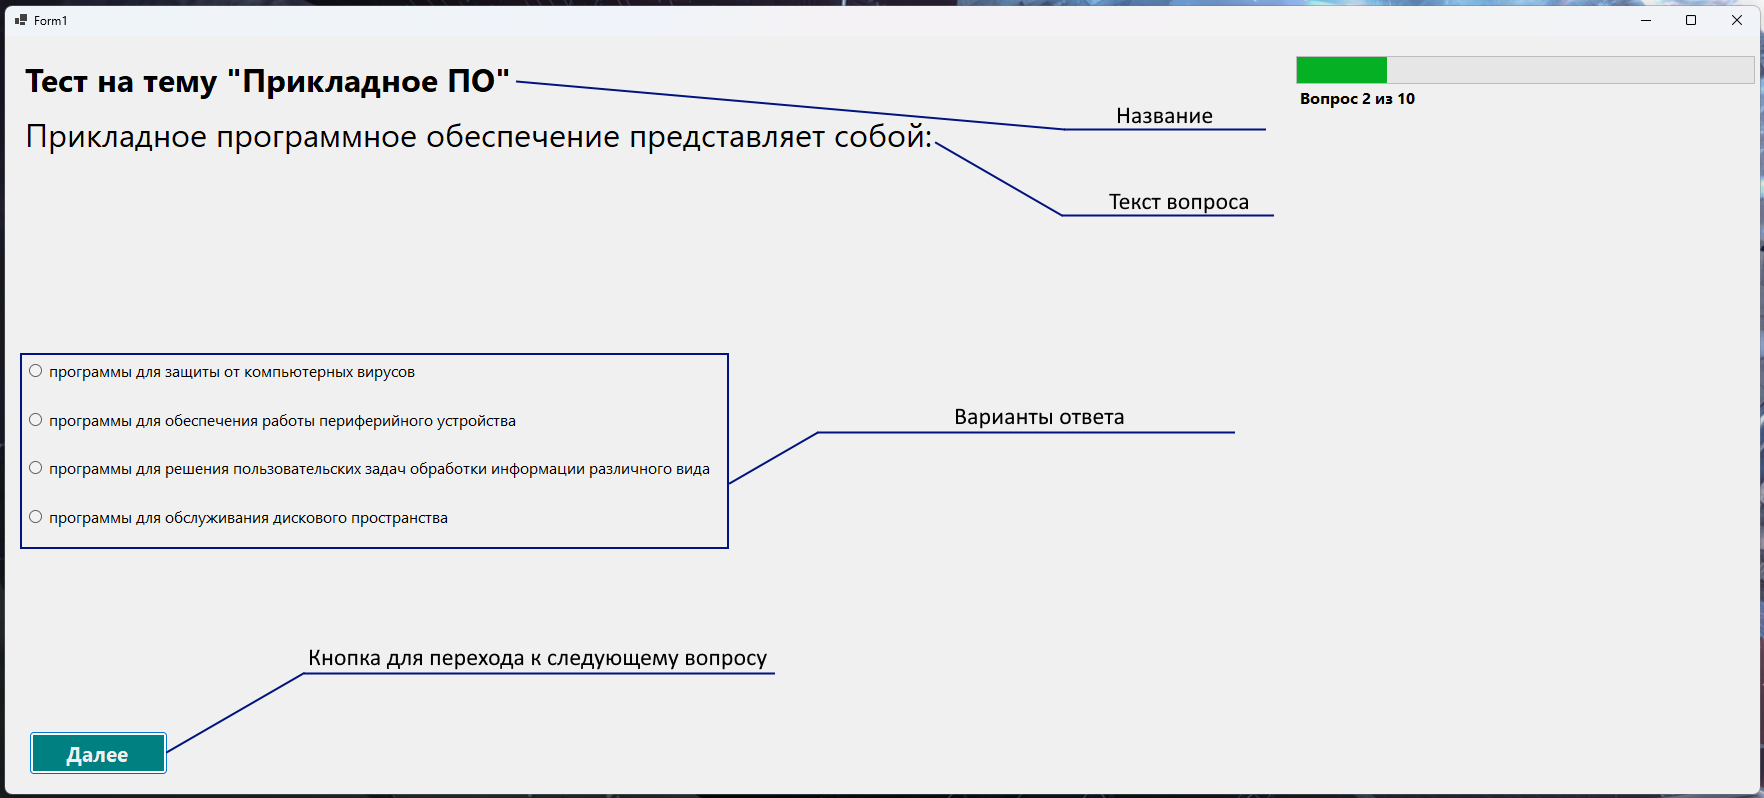 Form1
Тест на тему "Прикладное ПО"
Вопрос 2 из 10
Название
Прикладное программное обеспечение представляет собой:
Текст вопроса
программы для защиты от компьютерных вирусов
программы для обеспечения работы периферийного устройства
Варианты ответа
программы для решения пользовательских задач обработки информации различного вида
программы для обслуживания дискового пространства
Кнопка для перехода к следующему вопросу
Далее